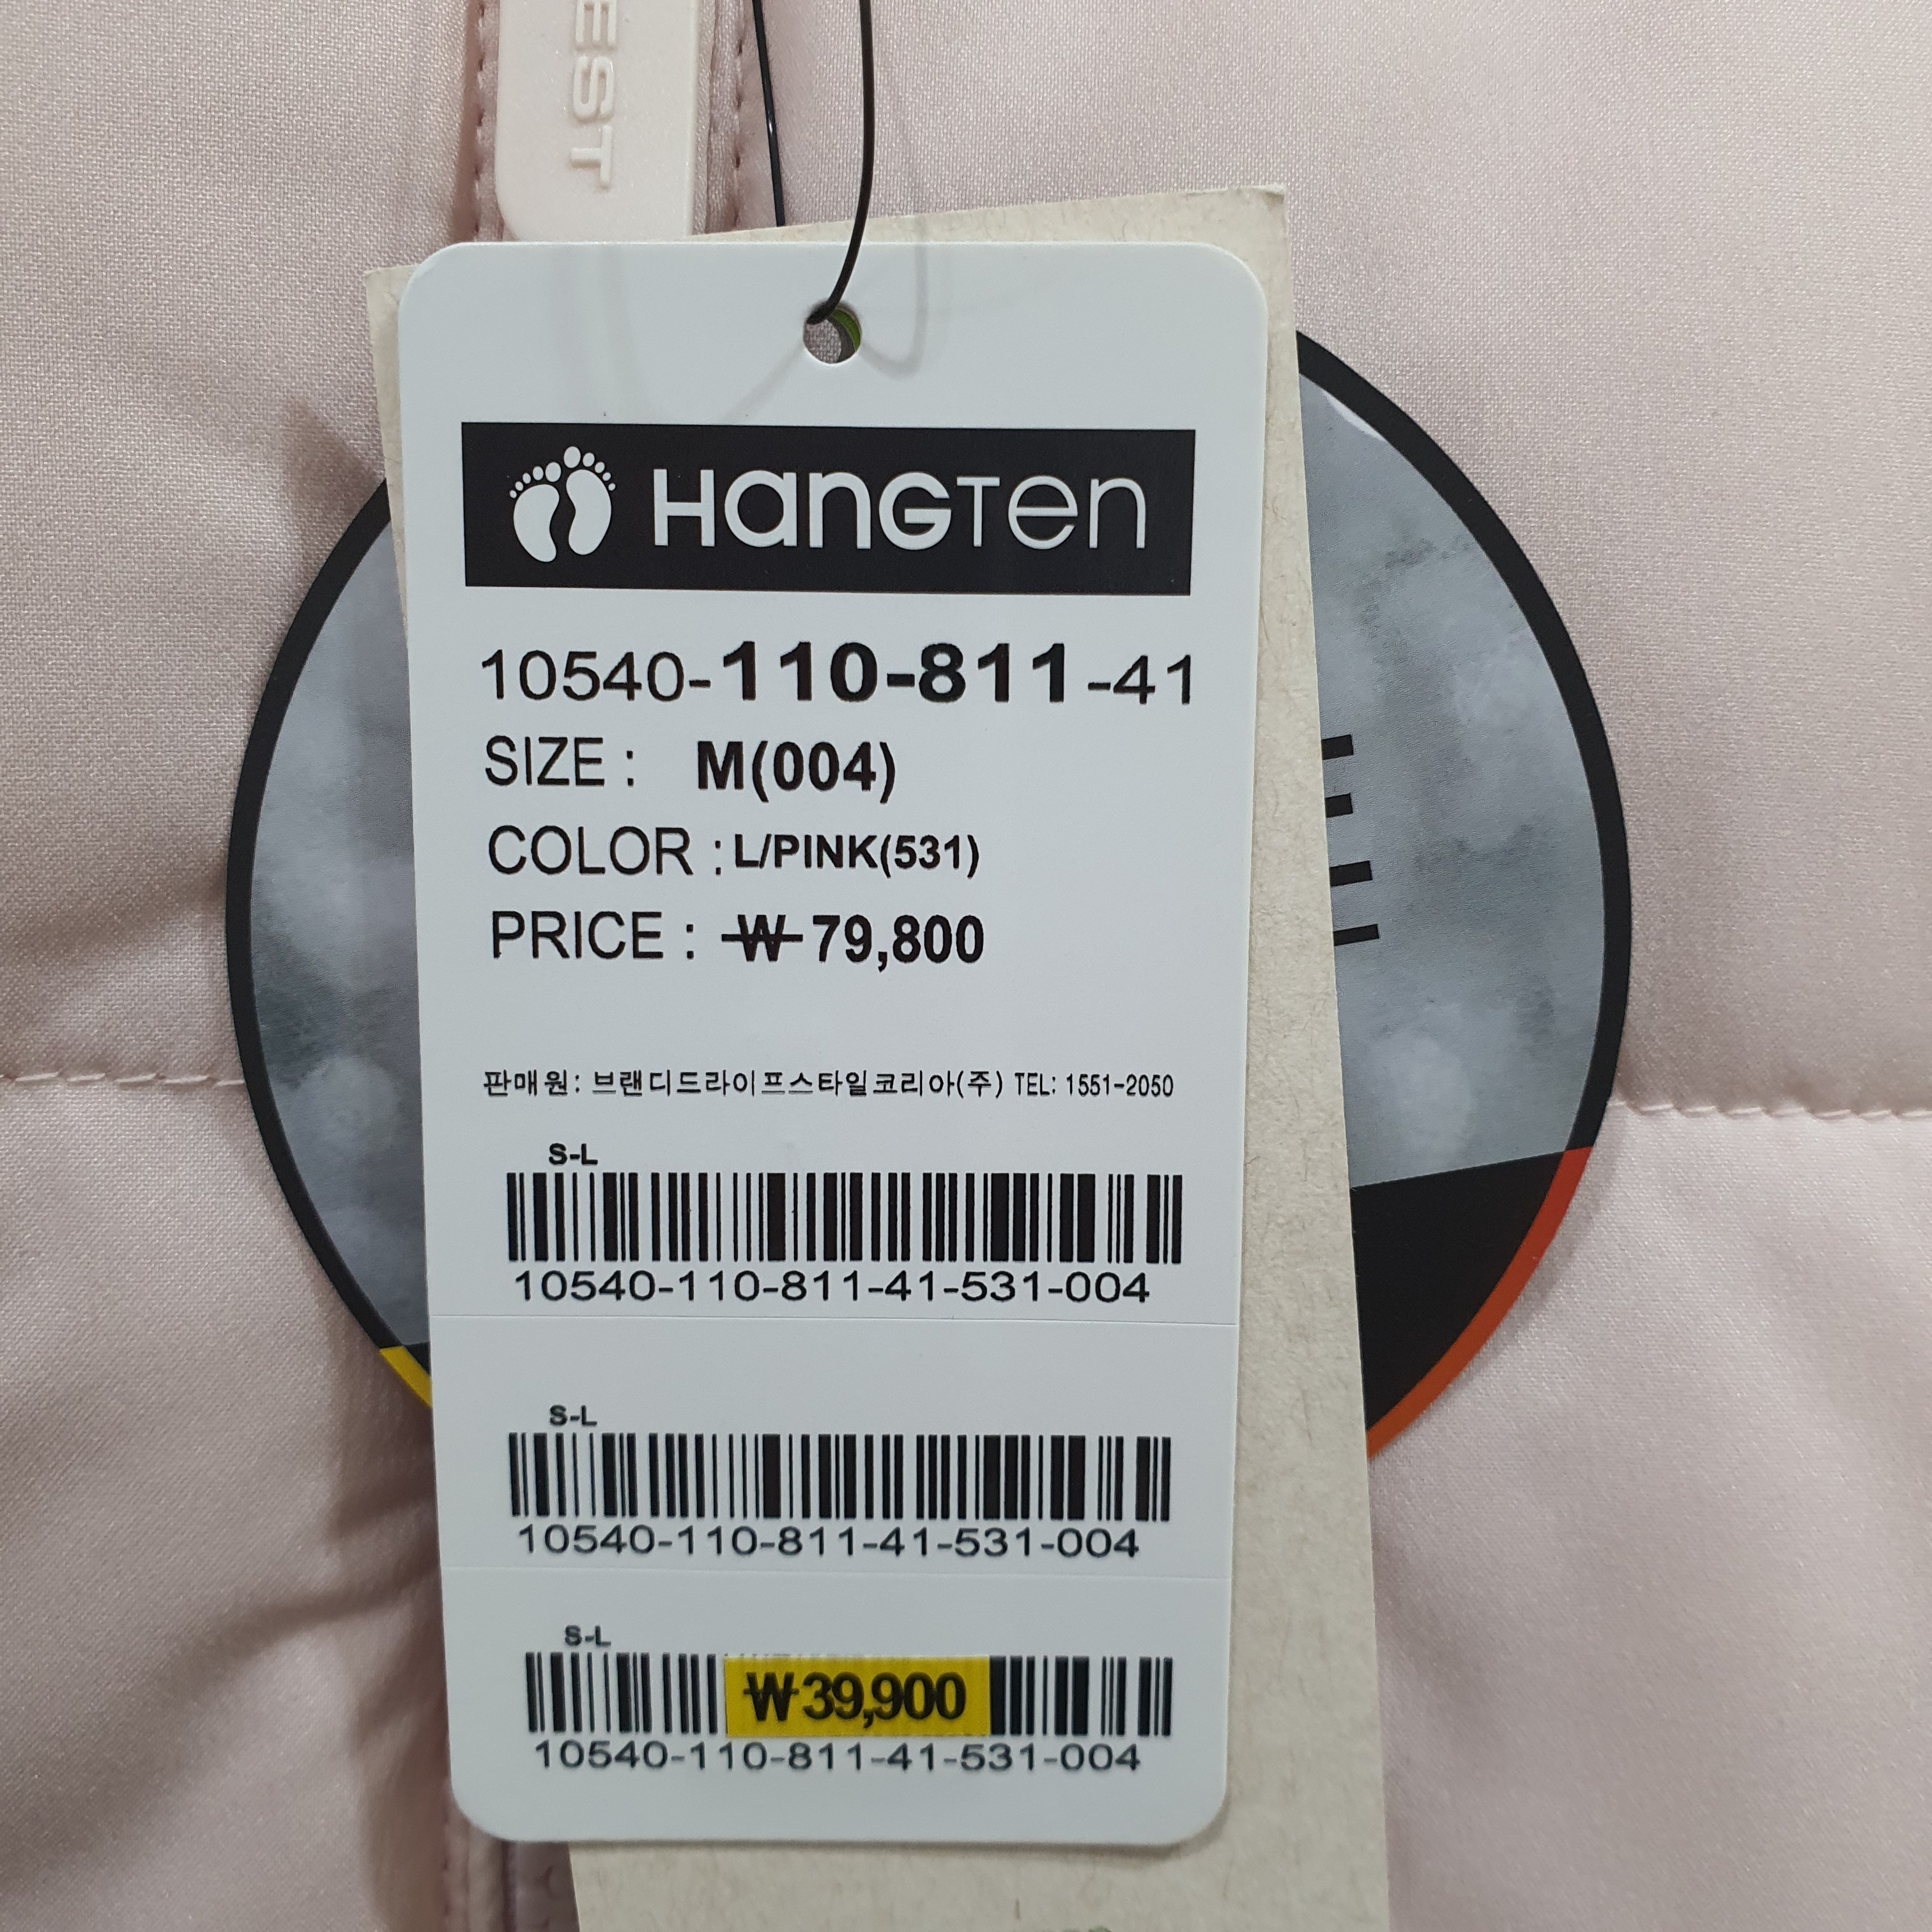 EST
HANGTEN
10540-110-811-41
SIZE : M(004)
COLOR : L/PINK(531)
PRICE : ₩ 79,800
판매원: 브랜디드라이프스타일코리아(주) TEL: 1551-2050
S-L
10540-110-811-41-531-004
S-L
10540-110-811-41-531-004
S-L
₩39,900
10540-110-811-41-531-004